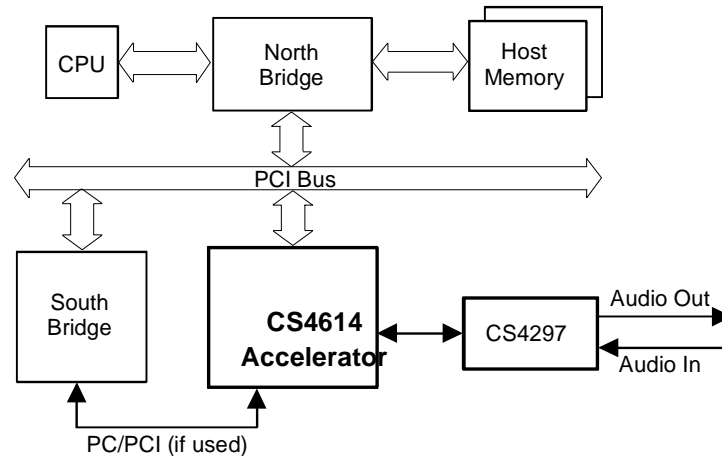 CPU
North
Bridge
Host
Memory
PCI Bus
South
Bridge
CS4614
Accelerator
CS4297
Audio Out
Audio In
PC/PCI (if used)